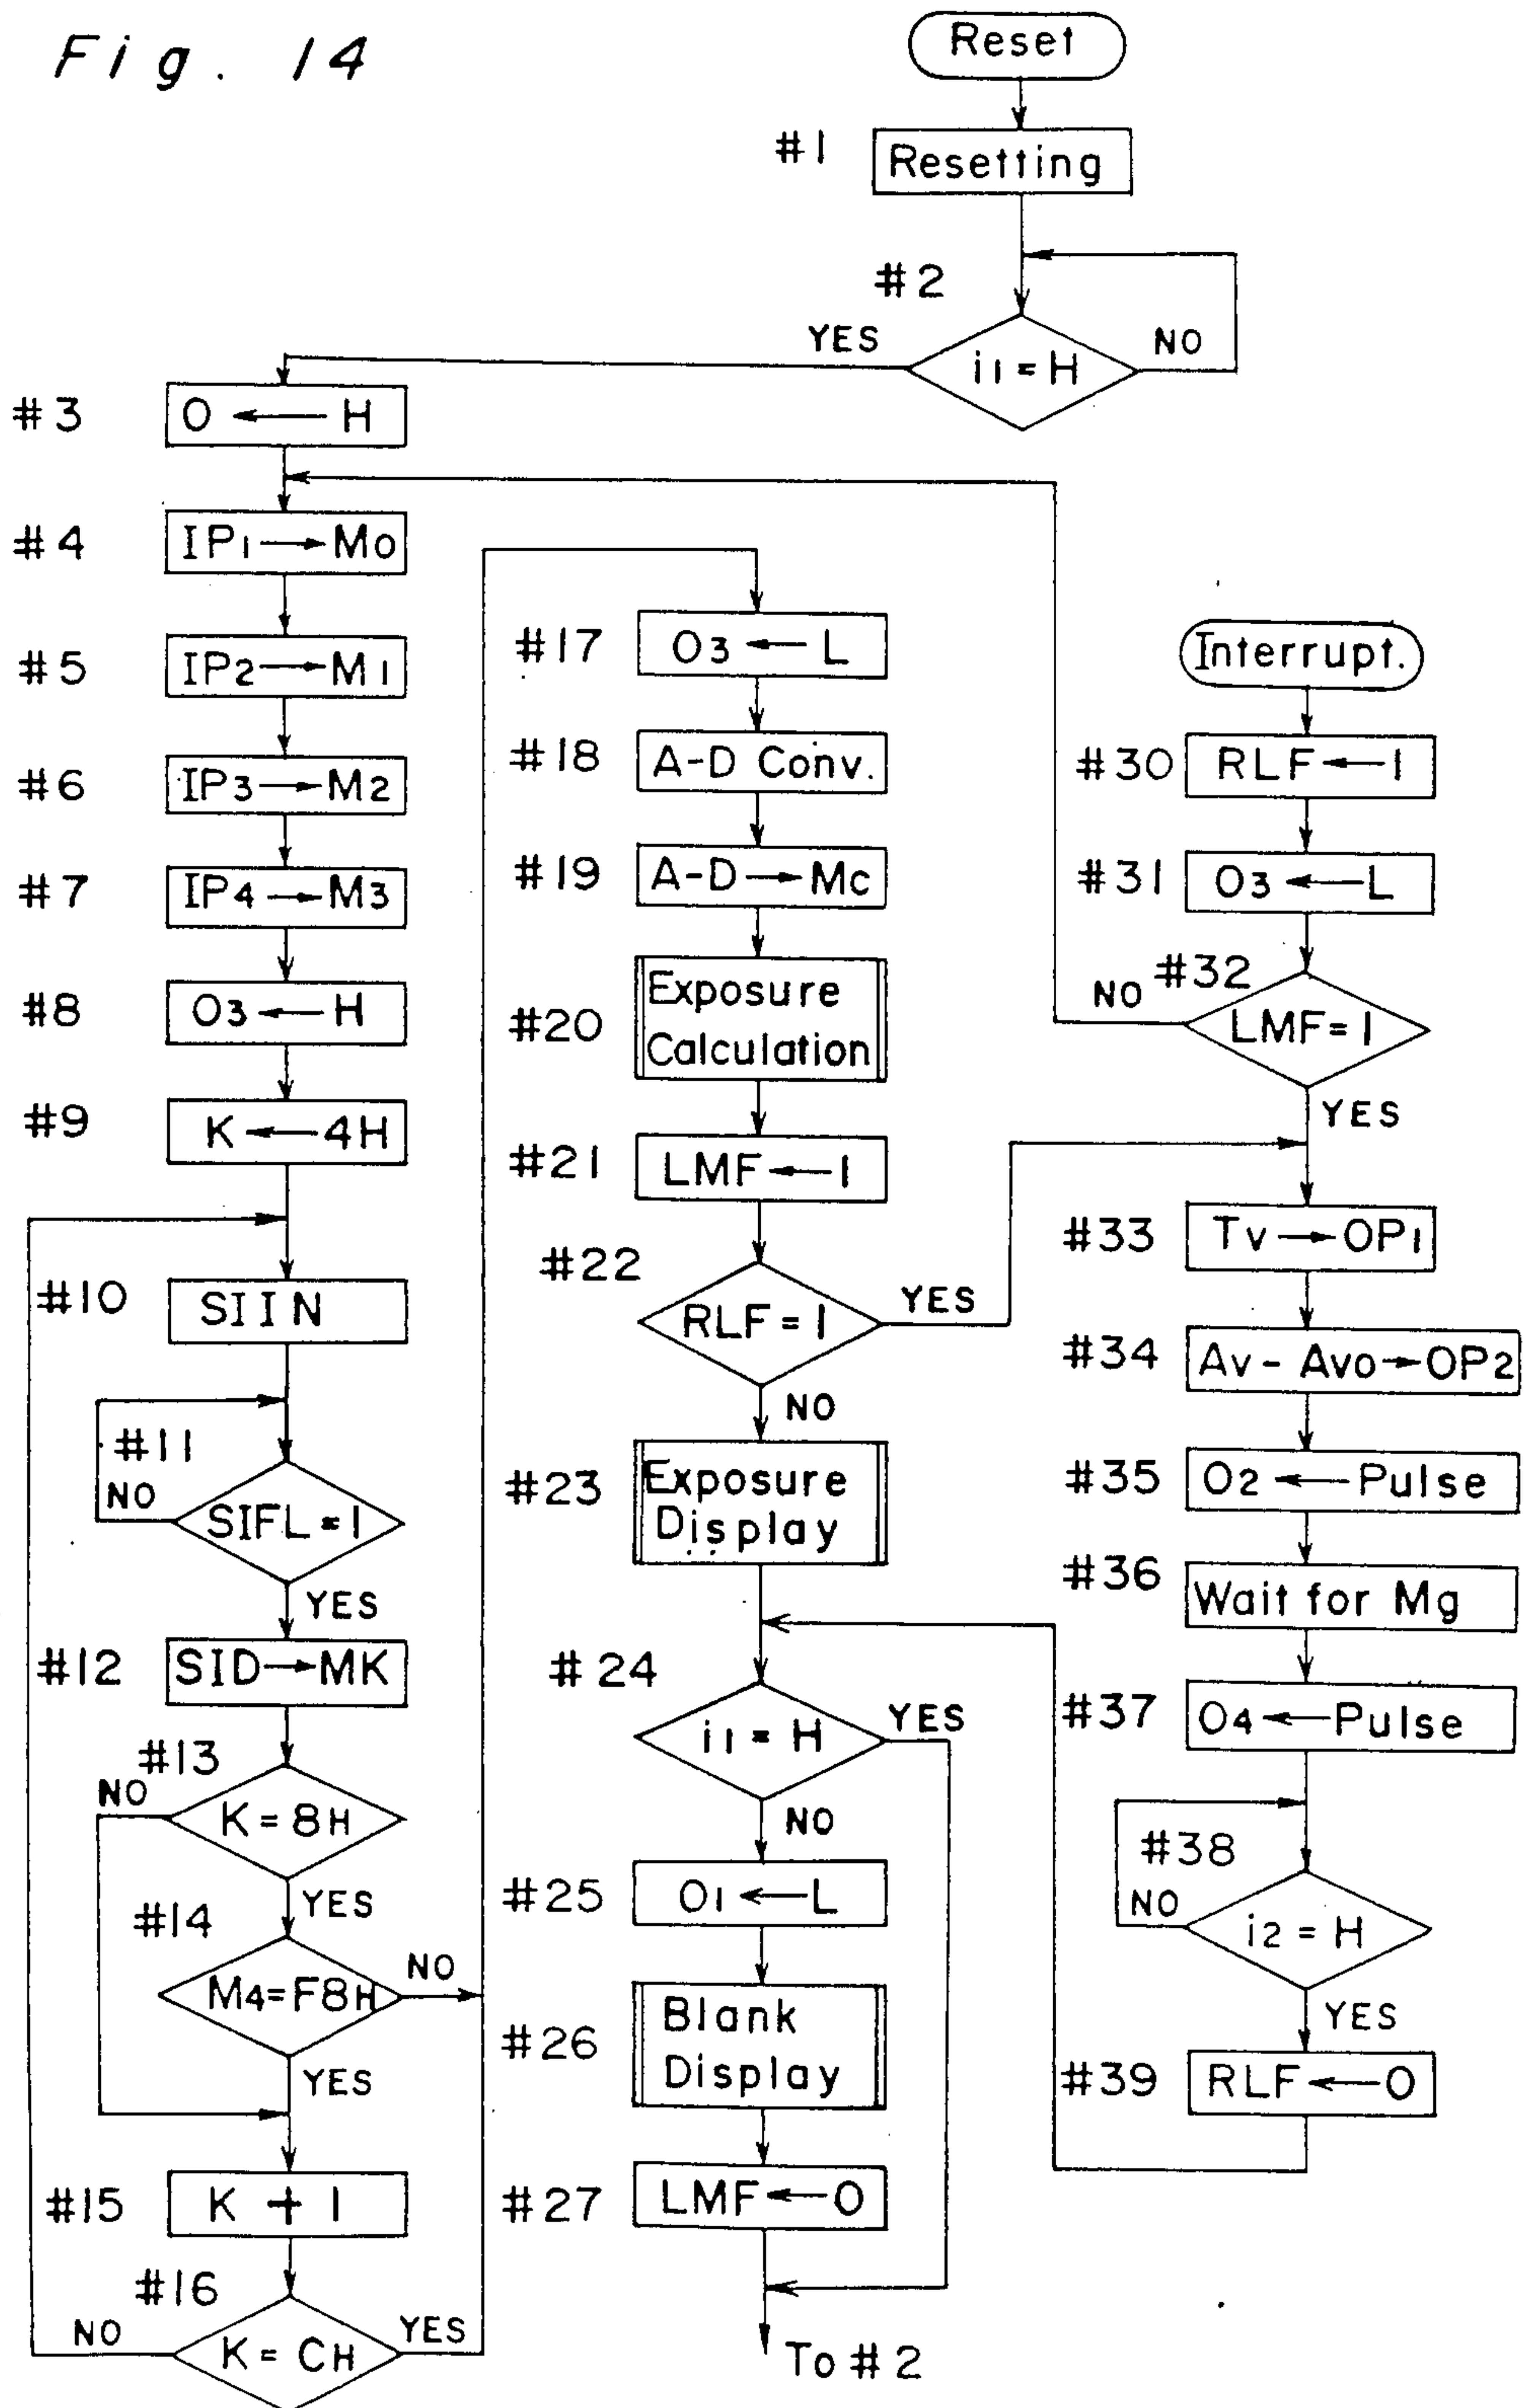 Fig. 14
Reset
#1
Resetting
#2
i1 = H
YES
NO
#3
O ← H
#4
IP1 → M0
#5
IP2 → M1
#6
IP3 → M2
#7
IP4 → M3
#8
O3 ← H
#9
K ← 4H
#10
SIIN
#11
NO
SIFL = 1
YES
#12
SID → MK
#13
NO
K = 8H
YES
#14
M4 = F8H
NO
YES
#15
K + 1
#16
NO
K = CH
YES
#17
O3 ← L
#18
A-D Conv.
#19
A-D → Mc
#20
Exposure
Calculation
#21
LMF ← 1
#22
RLF = 1
YES
NO
#23
Exposure
Display
#24
i1 = H
YES
NO
#25
O1 ← L
#26
Blank
Display
#27
LMF ← 0
To #2
Interrupt.
#30
RLF ← 1
#31
O3 ← L
#32
NO
LMF = 1
YES
#33
Tv → OP1
#34
Av - Avo → OP2
#35
O2 ← Pulse
#36
Wait for Mg
#37
O4 ← Pulse
#38
NO
i2 = H
YES
#39
RLF ← 0